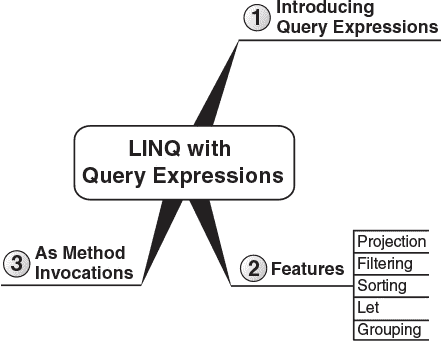 1 Introducing
Query Expressions
LINQ with
Query Expressions
3 As Method
Invocations
2 Features
Projection
Filtering
Sorting
Let
Grouping